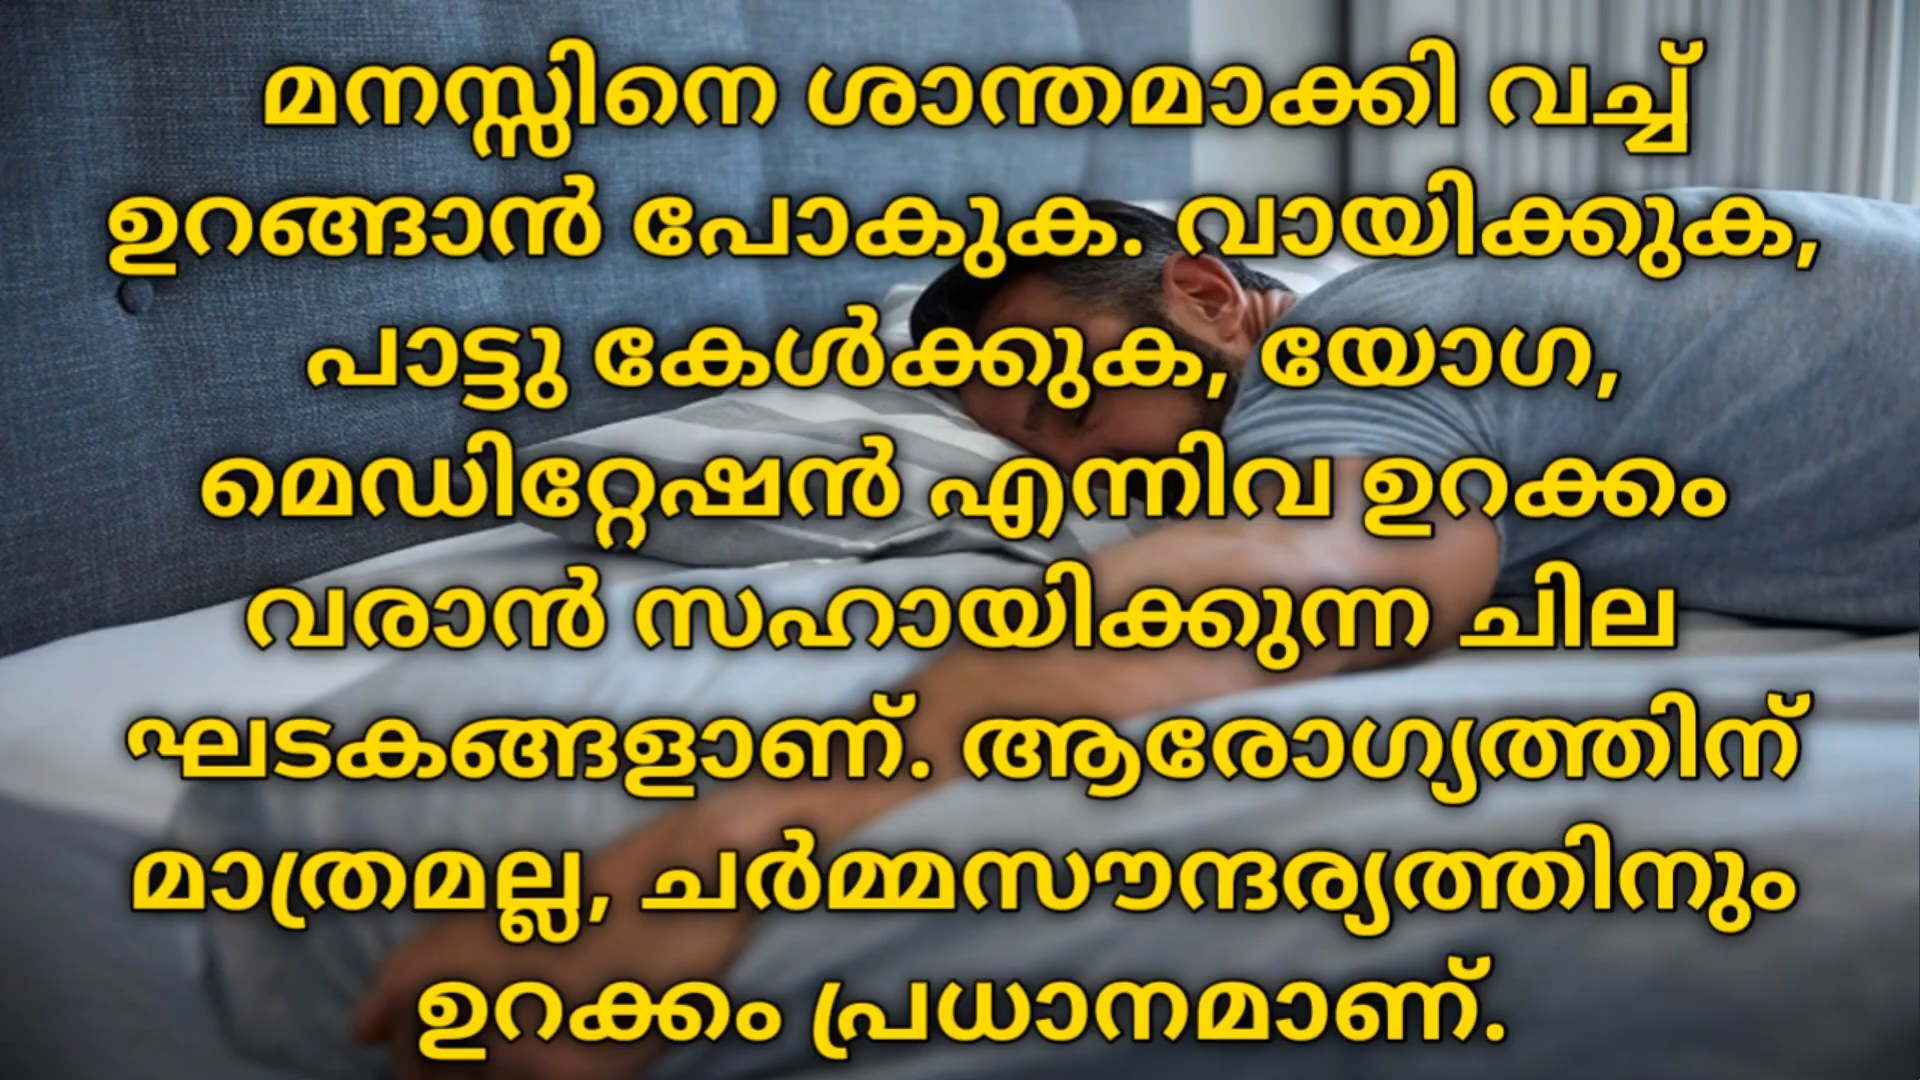 മനസ്സിനെ ശാന്തമാക്കി വച്ച്
ഉറങ്ങാൻ പോകുക. വായിക്കുക,
പാട്ടു കേൾക്കുക, യോഗ,
മെഡിറ്റേഷൻ എന്നിവ ഉറക്കം
വരാൻ സഹായിക്കുന്ന ചില
ഘടകങ്ങളാണ്. ആരോഗ്യത്തിന്
മാത്രമല്ല, ചർമ്മസൗന്ദര്യത്തിനും
ഉറക്കം പ്രധാനമാണ്.